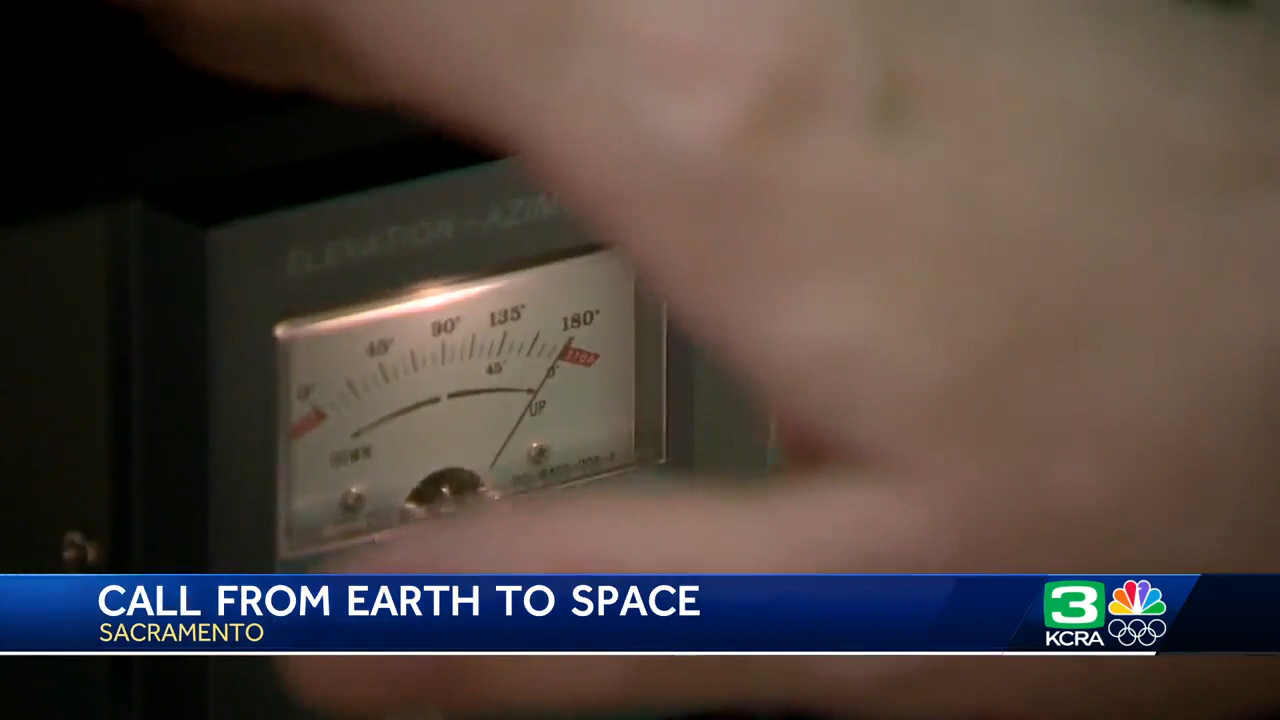 ELEVATION-AZIM
0° 45° 90° 135° 180°
STOP
45° 0°
DOWN
UP
CALL FROM EARTH TO SPACE
SACRAMENTO
3
KCRA